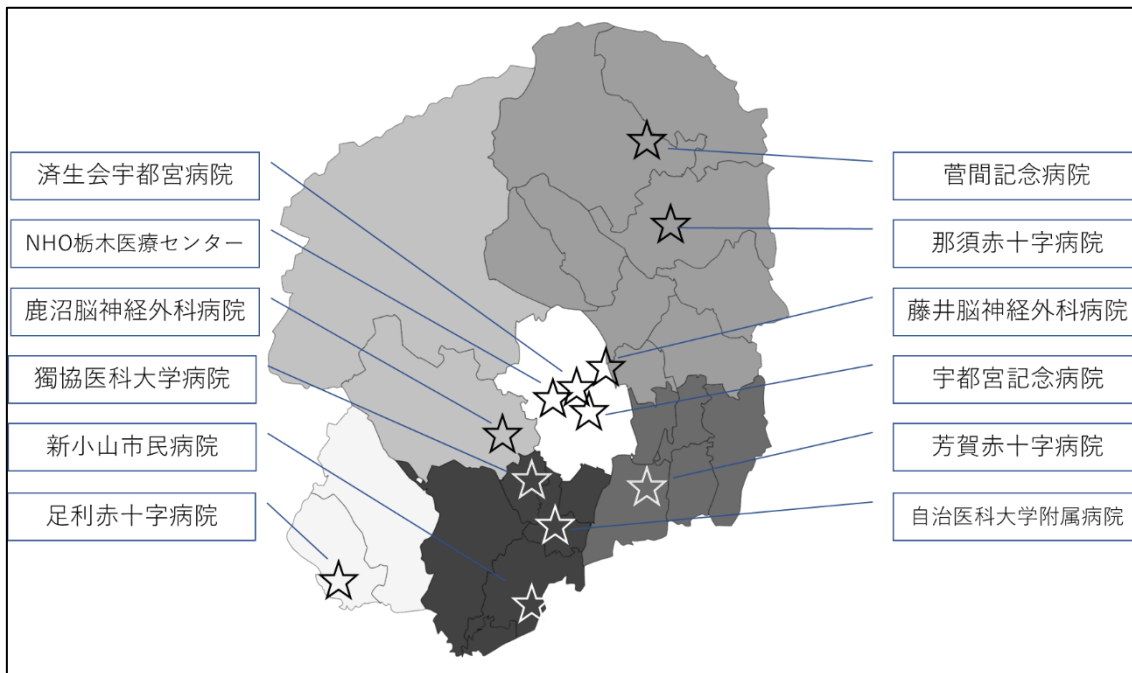 済生会宇都宮病院
NHO栃木医療センター
鹿沼脳神経外科病院
獨協医科大学病院
新小山市民病院
足利赤十字病院
菅間記念病院
那須赤十字病院
藤井脳神経外科病院
宇都宮記念病院
芳賀赤十字病院
自治医科大学附属病院